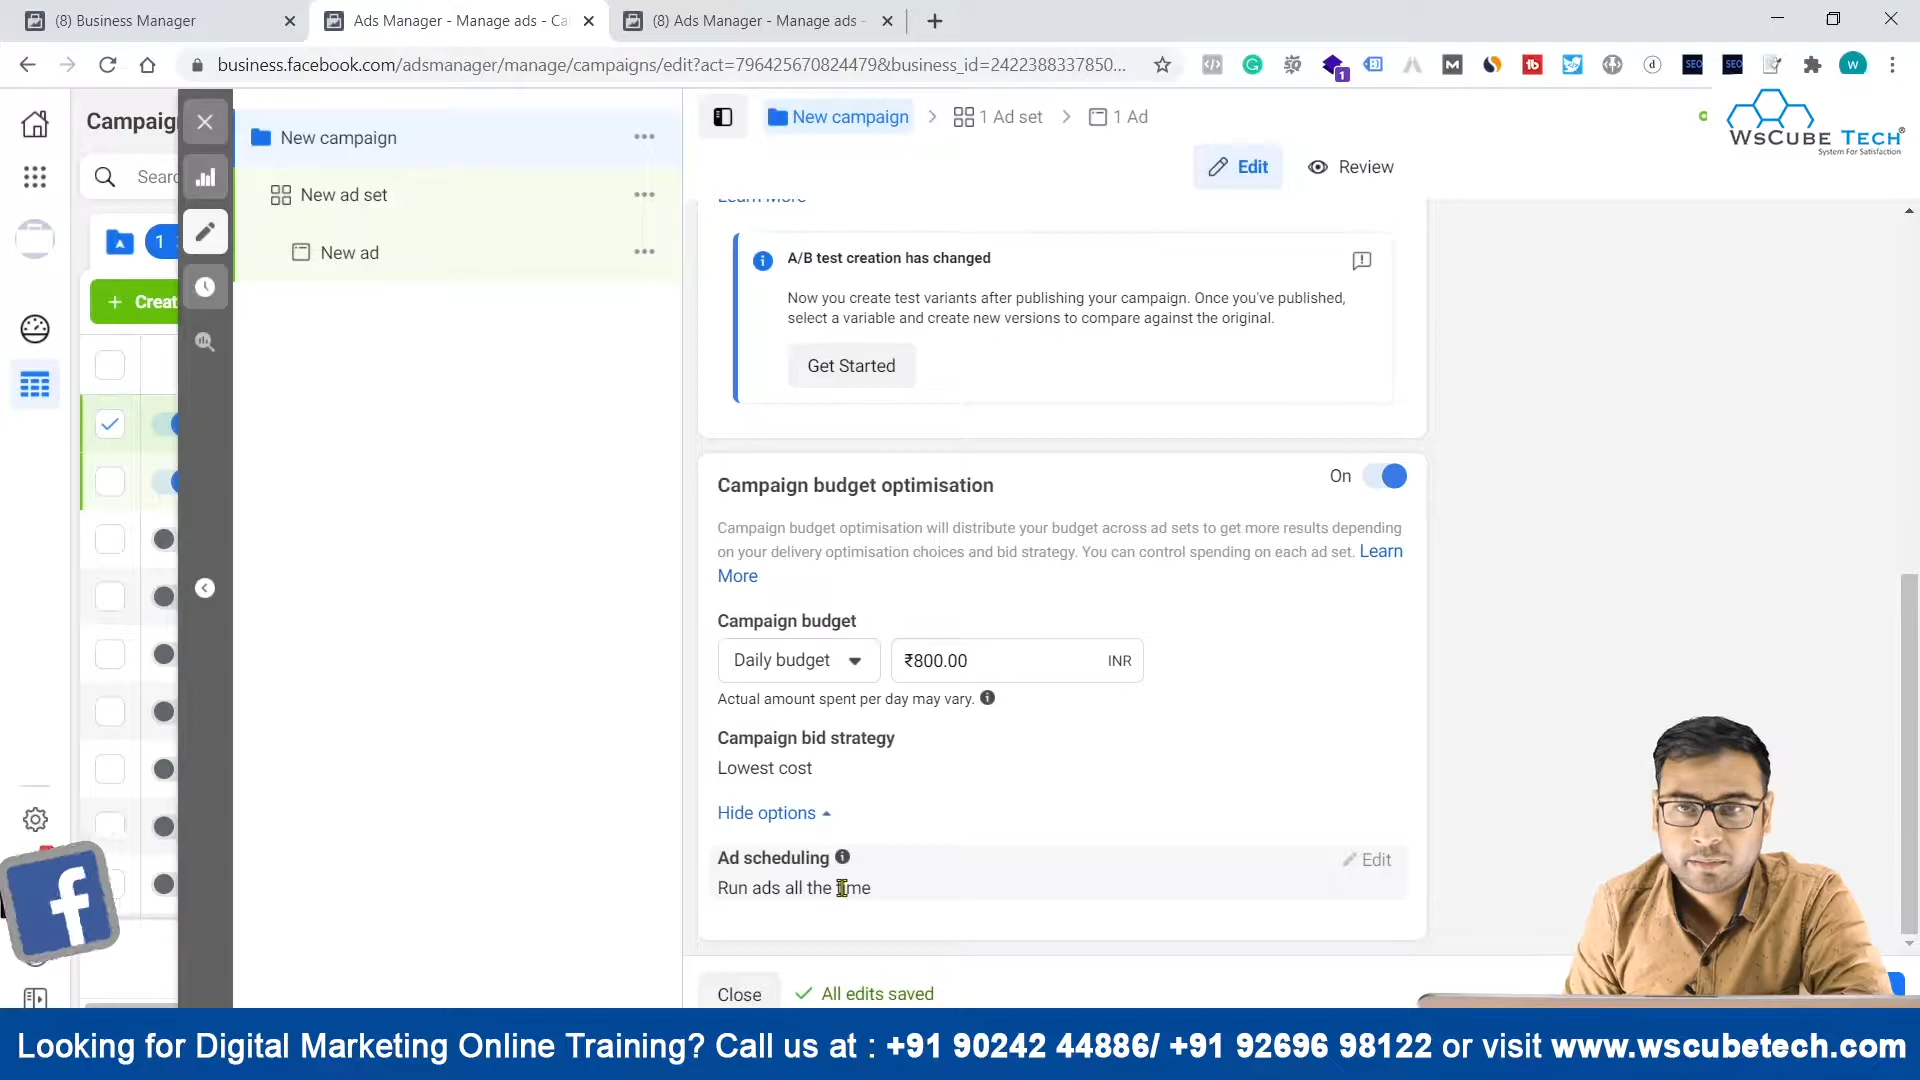 (8) Business Manager
Ads Manager - Manage ads - Ca
(8) Ads Manager - Manage ads -
business.facebook.com/adsmanager/manage/campaigns/edit?act=796425670824479&business_id=2422388337850...
Campaign
New campaign
New campaign
1 Ad set
1 Ad
WsCube Tech®
System For Satisfaction
Edit
Review
Sear
New ad set
Learn More
1
New ad
A/B test creation has changed
Now you create test variants after publishing your campaign. Once you've published,
select a variable and create new versions to compare against the original.
Creat
Get Started
Campaign budget optimisation
On
Campaign budget optimisation will distribute your budget across ad sets to get more results depending
on your delivery optimisation choices and bid strategy. You can control spending on each ad set. Learn
More
Campaign budget
Daily budget
₹800.00
INR
Actual amount spent per day may vary.
Campaign bid strategy
Lowest cost
Hide options
Ad scheduling
Edit
Run ads all the time
Close
All edits saved
Looking for Digital Marketing Online Training? Call us at : +91 90242 44886/ +91 92696 98122 or visit www.wscubetech.com